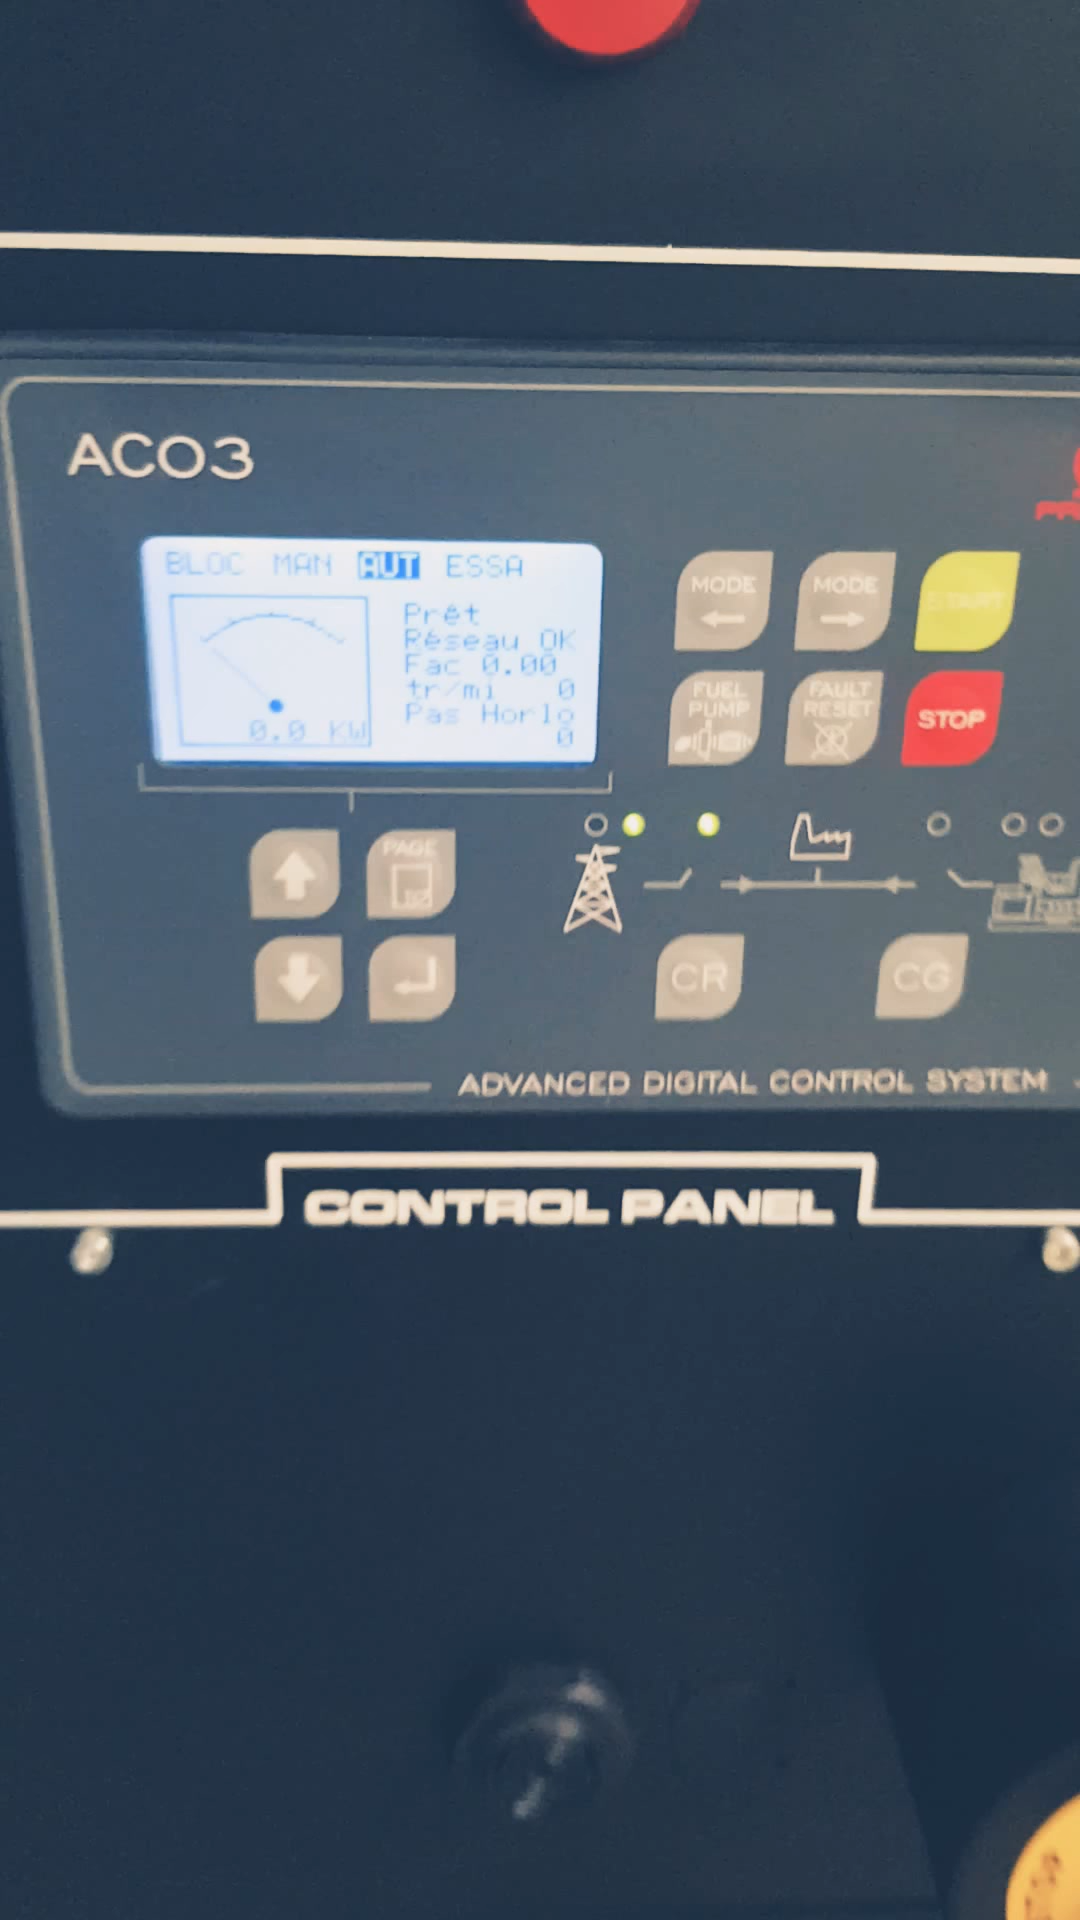 ACO3
BLOC MAN AUT ESSA
Prêt
Réseau OK
Fac 0.00
tr/mi 0
Pas Horlo
0
0.0 kW
MODE
MODE
START
FUEL PUMP
FAULT RESET
STOP
PAGE
CR
CG
ADVANCED DIGITAL CONTROL SYSTEM
CONTROL PANEL